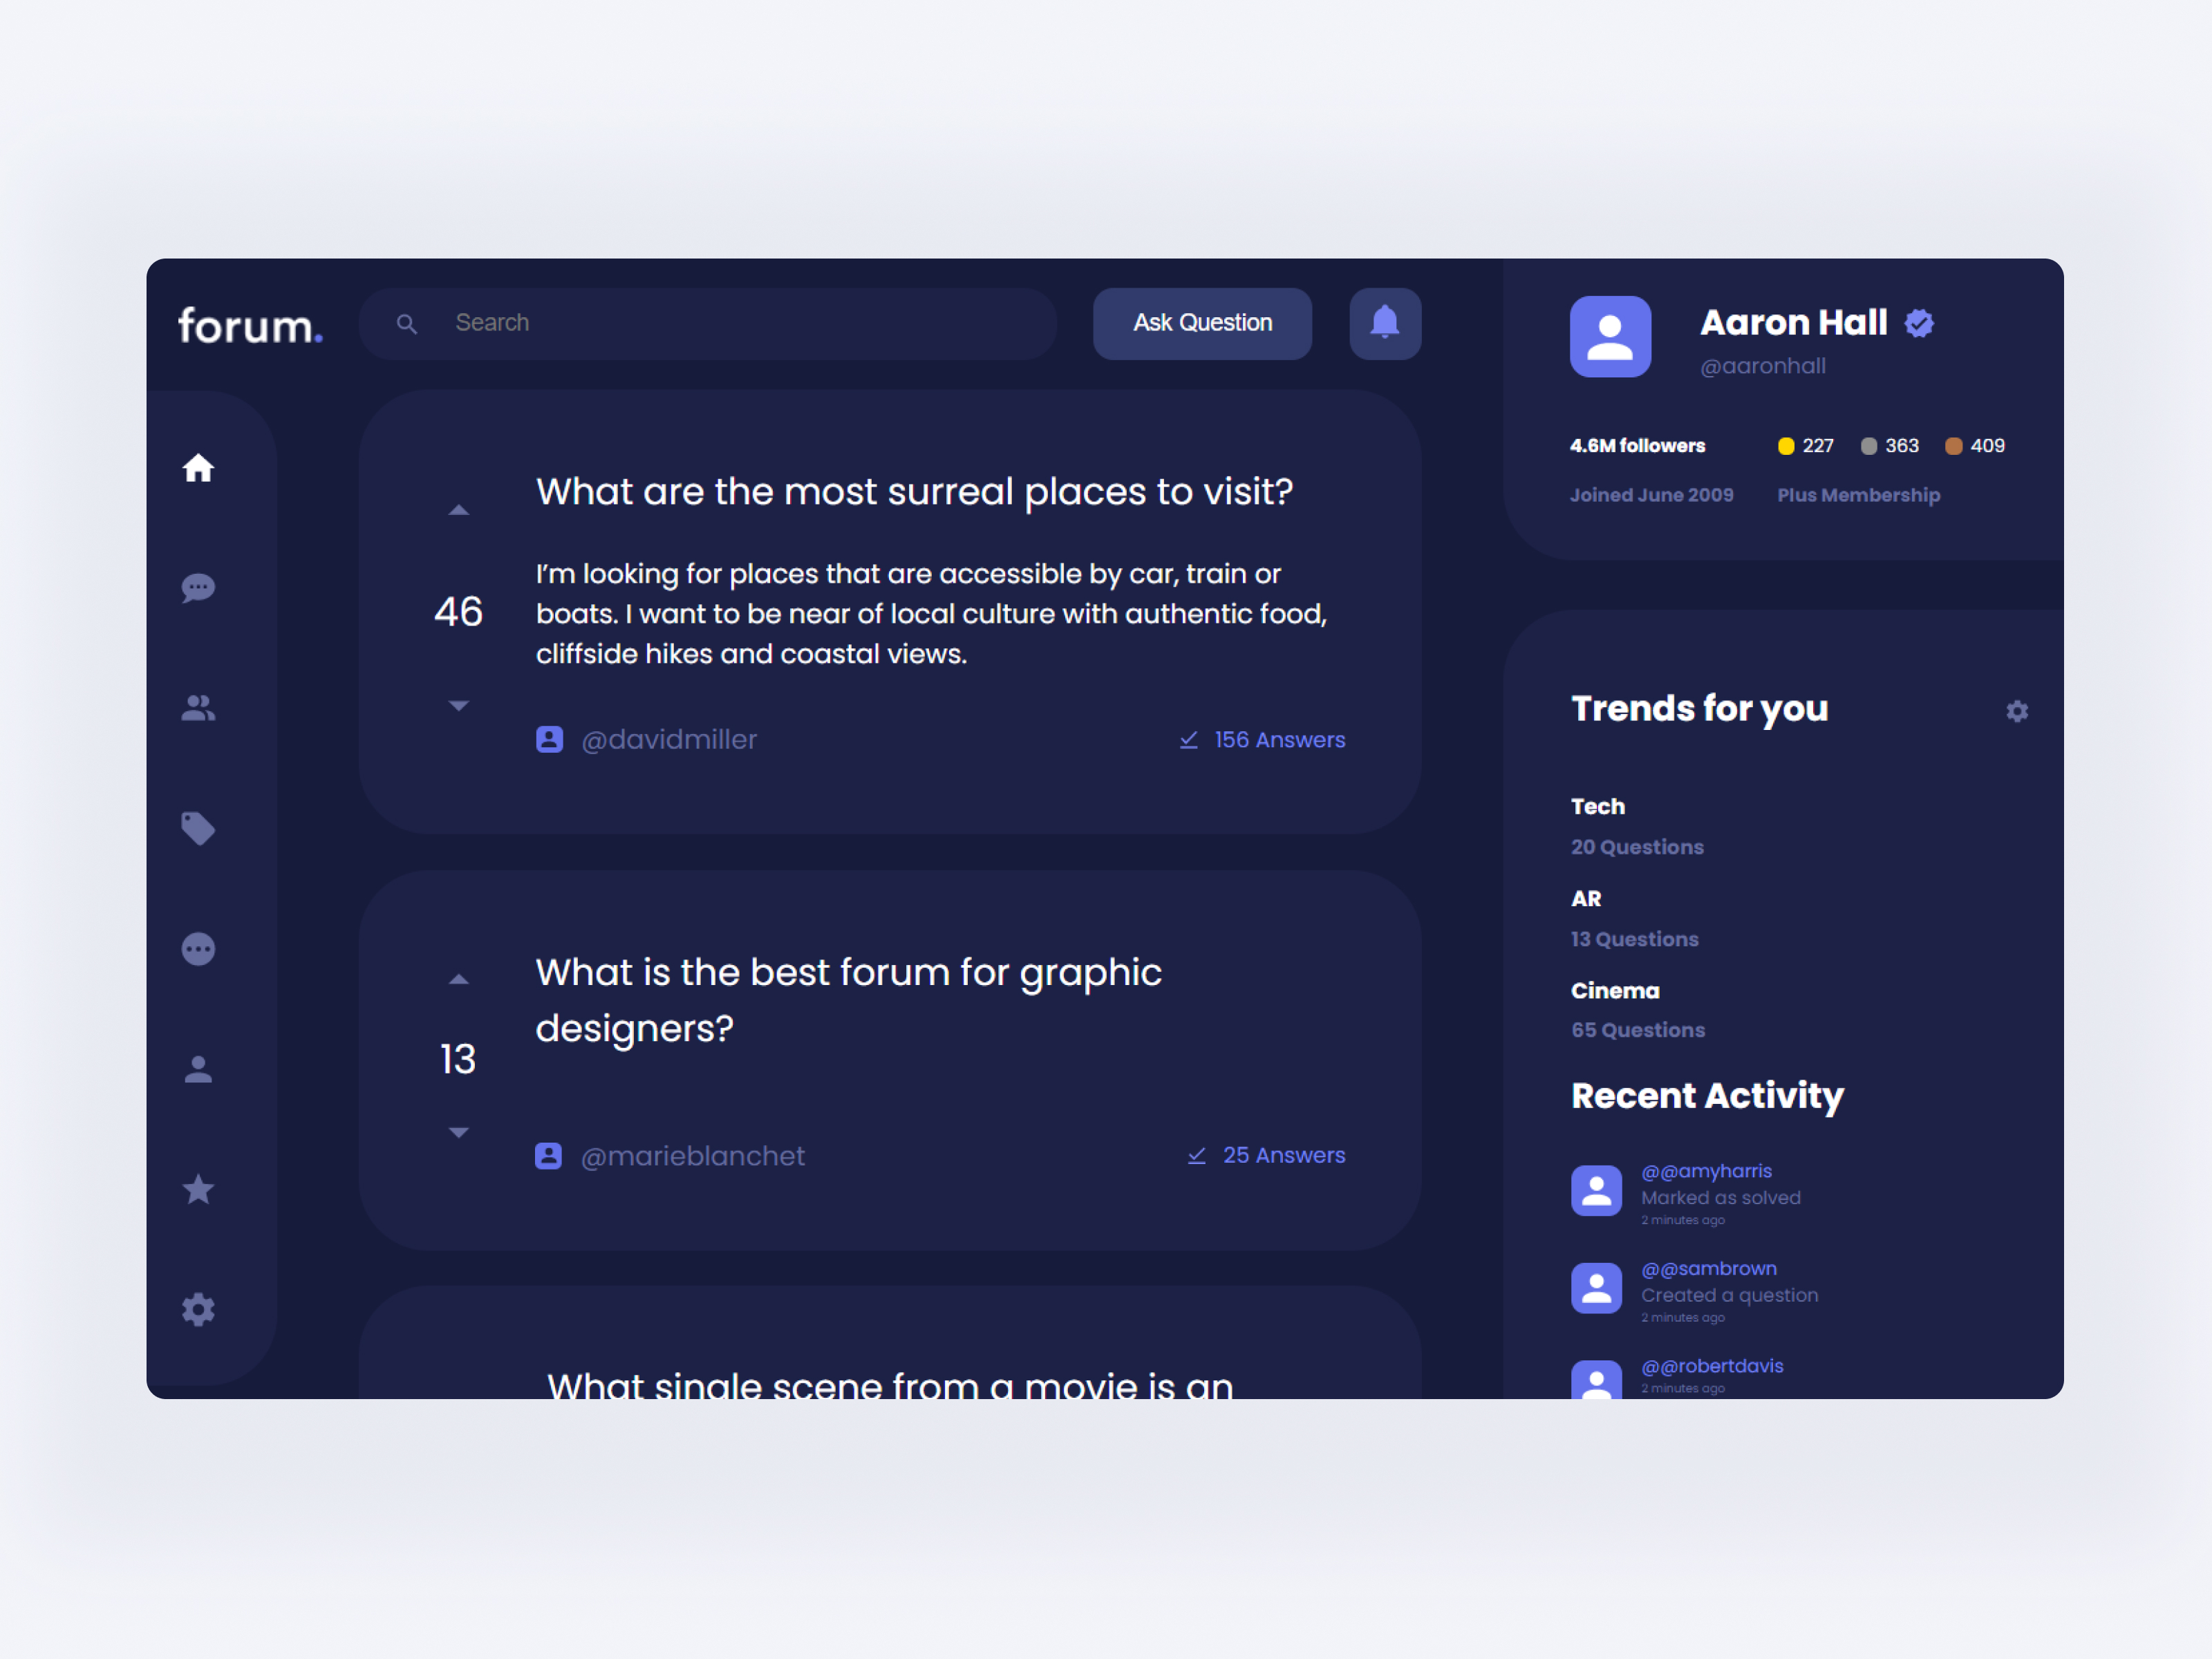 forum.
Search
Ask Question
What are the most surreal places to visit?
I’m looking for places that are accessible by car, train or
boats. I want to be near of local culture with authentic food,
cliffside hikes and coastal views.
46
@davidmiller
156 Answers
What is the best forum for graphic
designers?
13
@marieblanchet
25 Answers
What single scene from a movie is an
Aaron Hall
@aaronhall
4.6M followers
227
363
409
Joined June 2009
Plus Membership
Trends for you
Tech
20 Questions
AR
13 Questions
Cinema
65 Questions
Recent Activity
@@amyharris
Marked as solved
2 minutes ago
@@sambrown
Created a question
2 minutes ago
@@robertdavis
2 minutes ago